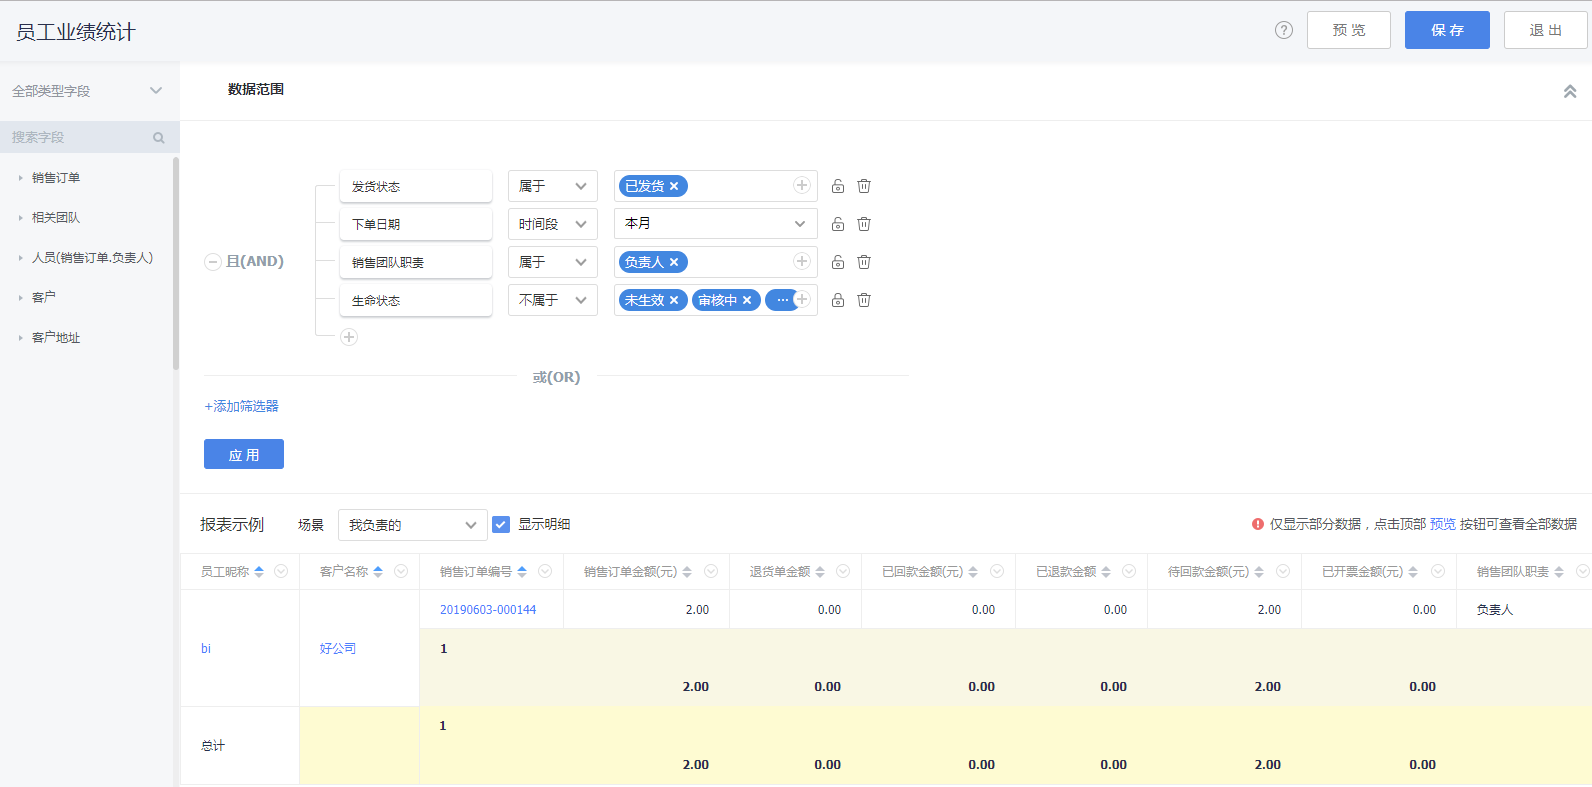 员工业绩统计
预 览
保 存
退 出
全部类型字段
数据范围
搜索字段
销售订单
相关团队
人员(销售订单.负责人)
客户
客户地址
且(AND)
发货状态 属于 已发货
下单日期 时间段 本月
销售团队职责 属于 负责人
生命状态 不属于 未生效 审核中 ...
或(OR)
+添加筛选器
应 用
报表示例 场景 我负责的 显示明细 仅显示部分数据，点击顶部 预览 按钮可查看全部数据
员工昵称 客户名称 销售订单编号 销售订单金额(元) 退货单金额 已回款金额(元) 已退款金额 待回款金额(元) 已开票金额(元) 销售团队职责
20190603-000144 2.00 0.00 0.00 0.00 2.00 0.00 负责人
bi 好公司 1
2.00 0.00 0.00 0.00 2.00 0.00
1
总计
2.00 0.00 0.00 0.00 2.00 0.00